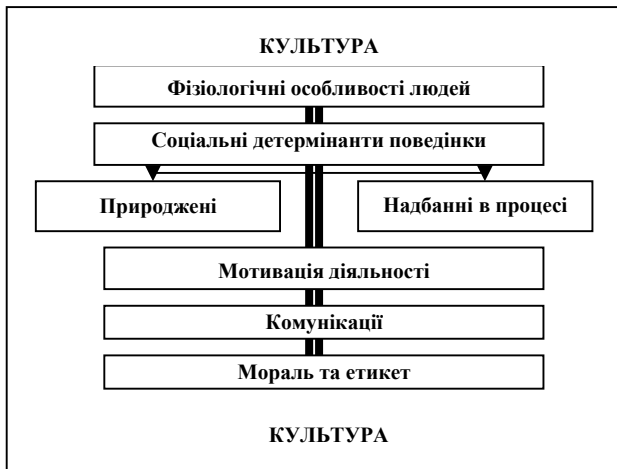 КУЛЬТУРА
Фізіологічні особливості людей
Соціальні детермінанти поведінки
Природжені
Надбанні в процесі
Мотивація діяльності
Комунікації
Мораль та етикет
КУЛЬТУРА